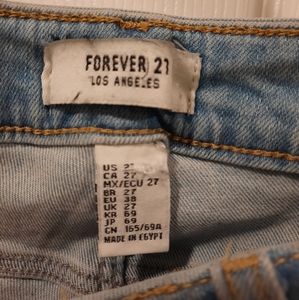 FOREVER 21
LOS ANGELES
US 27
CA 27
MX/ECU 27
BR 27
EU 38
UK 27
KR 69
JP 69
CN 165/69A
MADE IN EGYPT